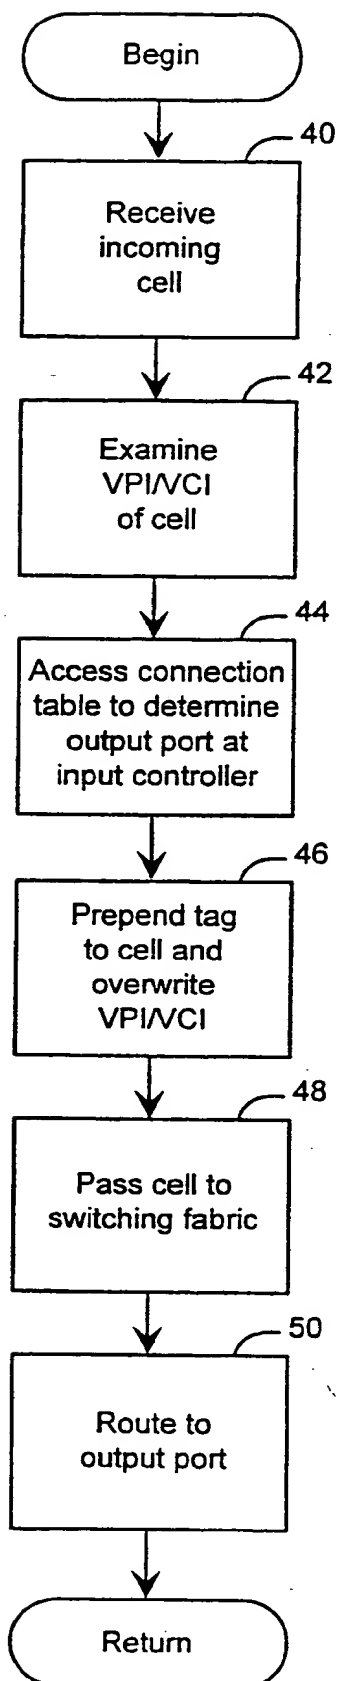 Begin
40
Receive
incoming
cell
42
Examine
VPI/VCI
of cell
44
Access connection
table to determine
output port at
input controller
46
Prepend tag
to cell and
overwrite
VPI/VCI
48
Pass cell to
switching fabric
50
Route to
output port
Return